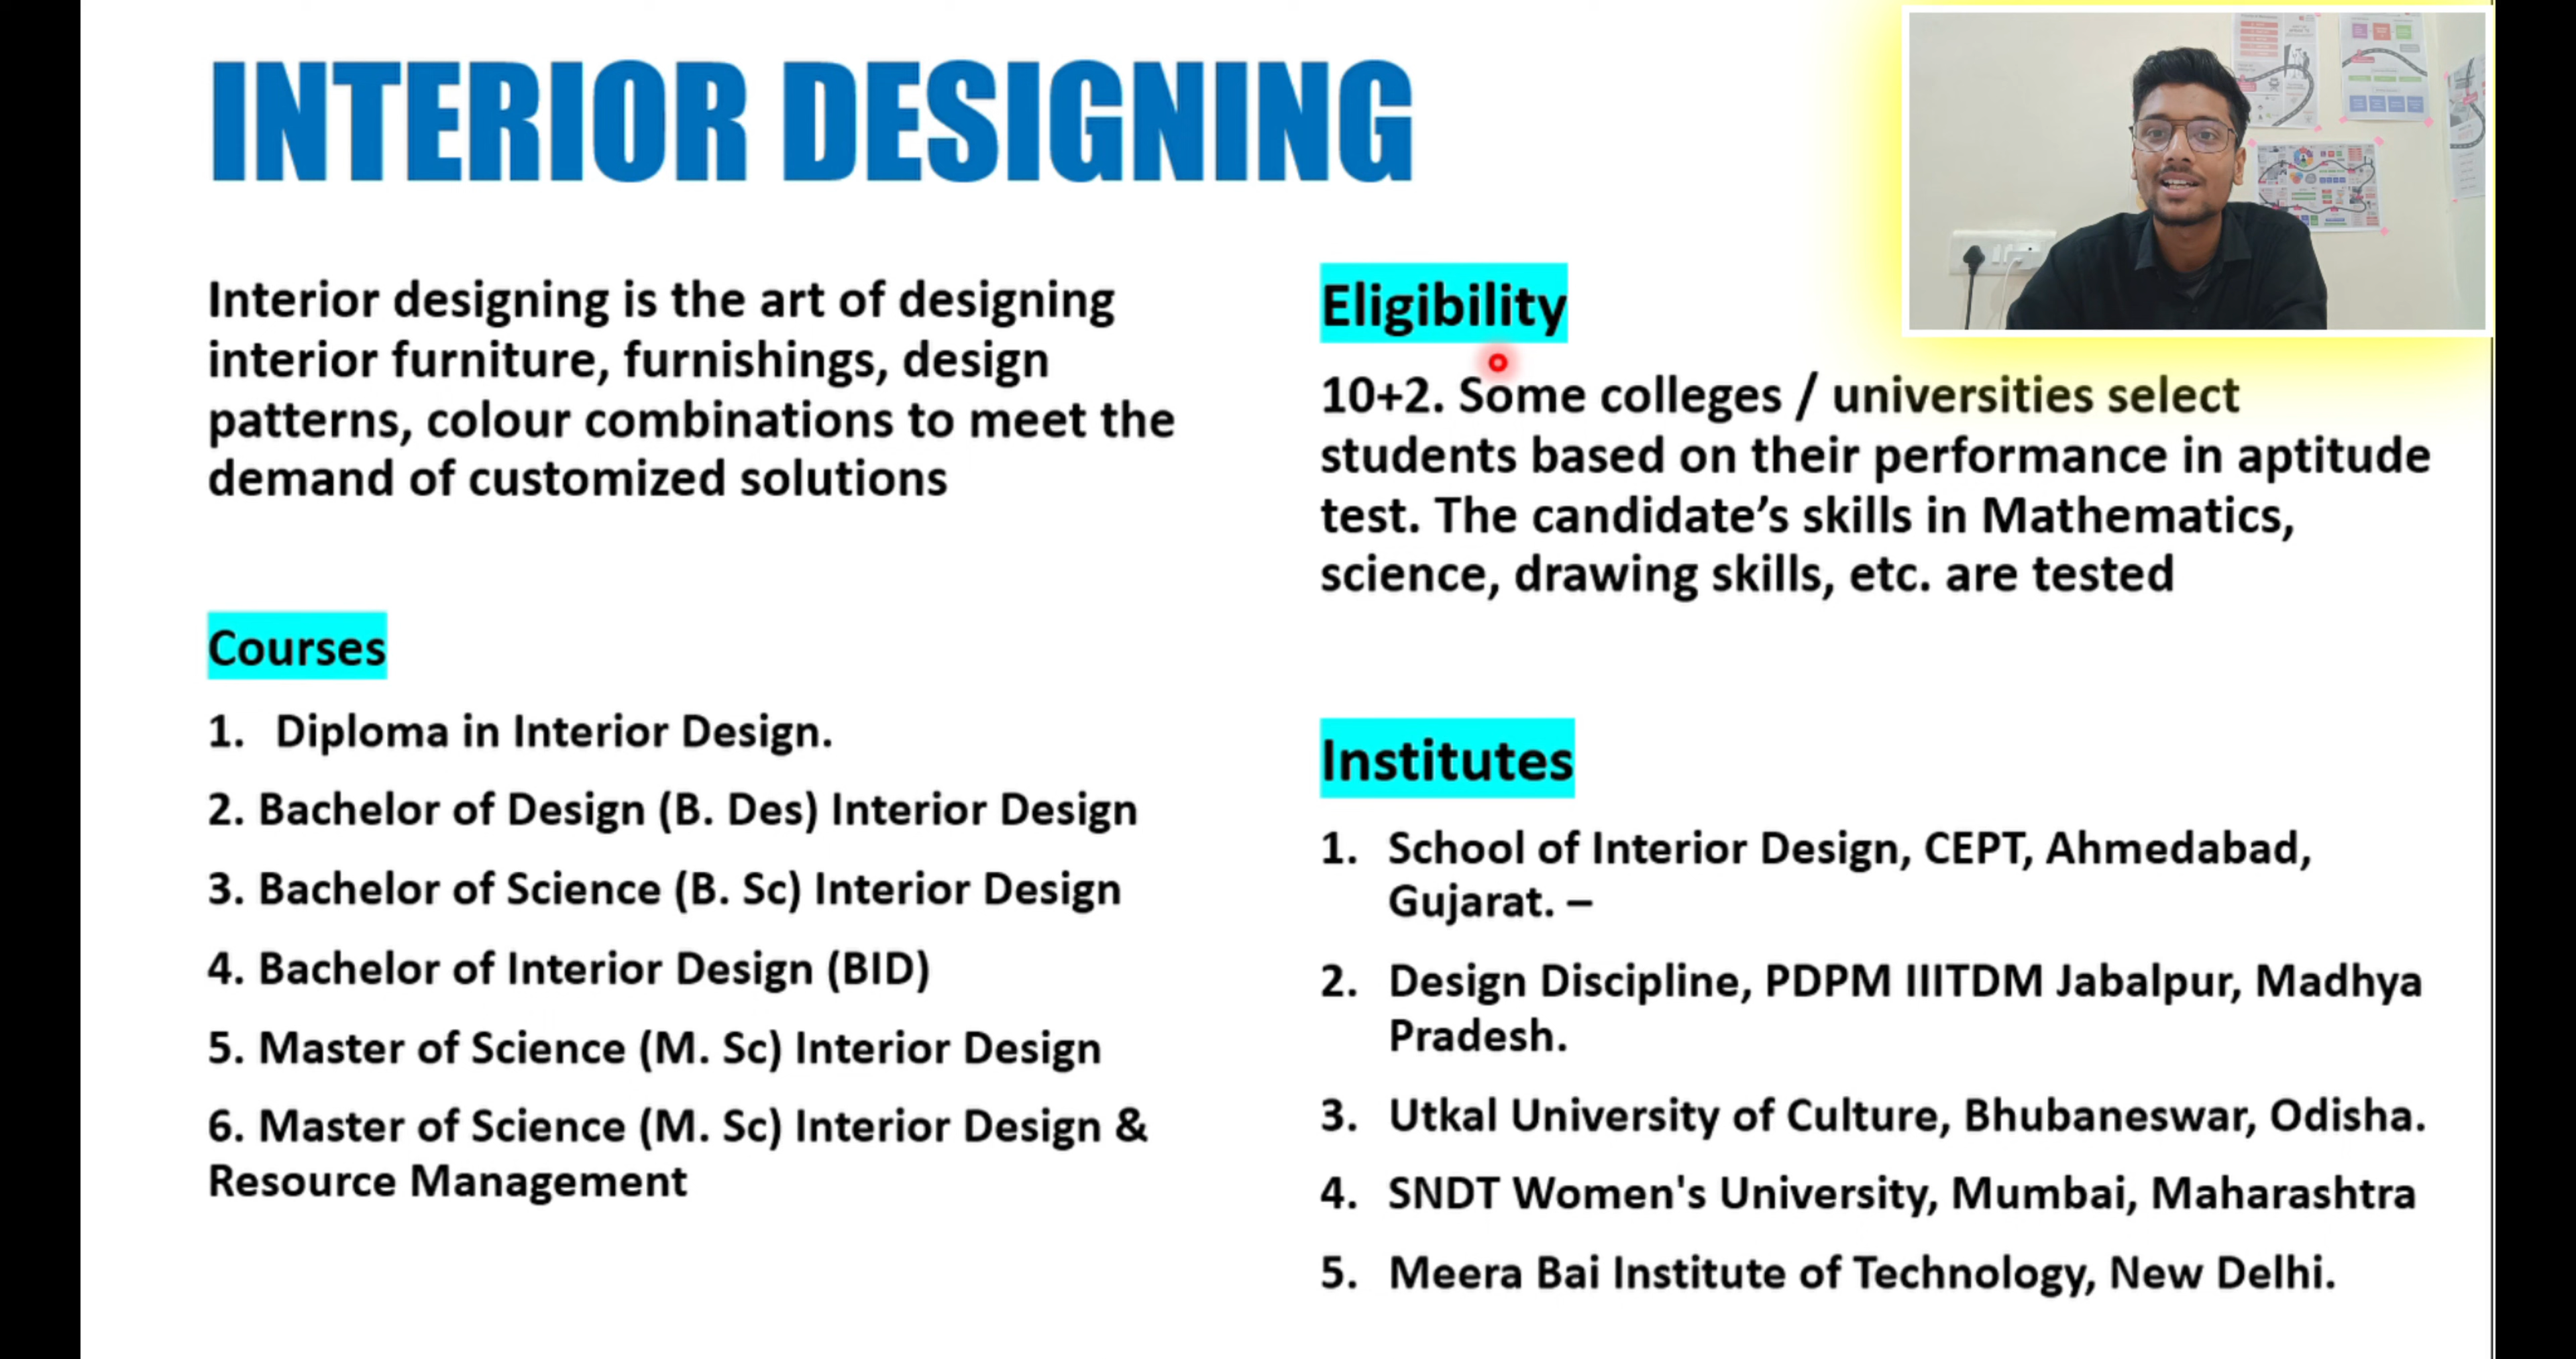 INTERIOR DESIGNING
Interior designing is the art of designing
interior furniture, furnishings, design
patterns, colour combinations to meet the
demand of customized solutions
Courses
1. Diploma in Interior Design.
2. Bachelor of Design (B. Des) Interior Design
3. Bachelor of Science (B. Sc) Interior Design
4. Bachelor of Interior Design (BID)
5. Master of Science (M. Sc) Interior Design
6. Master of Science (M. Sc) Interior Design &
Resource Management
Eligibility
10+2. Some colleges / universities select
students based on their performance in aptitude
test. The candidate’s skills in Mathematics,
science, drawing skills, etc. are tested
Institutes
1. School of Interior Design, CEPT, Ahmedabad,
Gujarat. –
2. Design Discipline, PDPM IIITDM Jabalpur, Madhya
Pradesh.
3. Utkal University of Culture, Bhubaneswar, Odisha.
4. SNDT Women's University, Mumbai, Maharashtra
5. Meera Bai Institute of Technology, New Delhi.